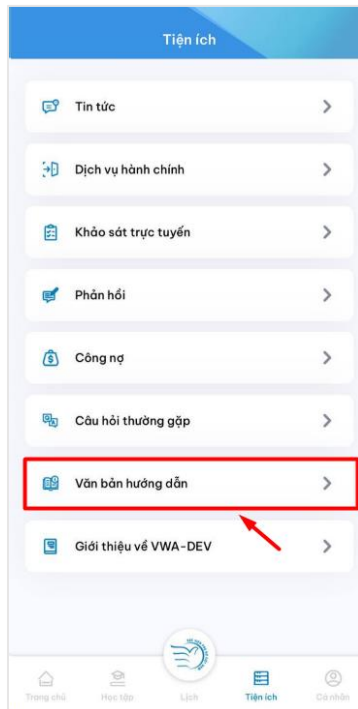 Tiện ích
Tin tức
Dịch vụ hành chính
Khảo sát trực tuyến
Phản hồi
Công nợ
Câu hỏi thường gặp
Văn bản hướng dẫn
Giới thiệu về VWA-DEV
Trang chủ Học tập Lịch Tiện ích Cá nhân